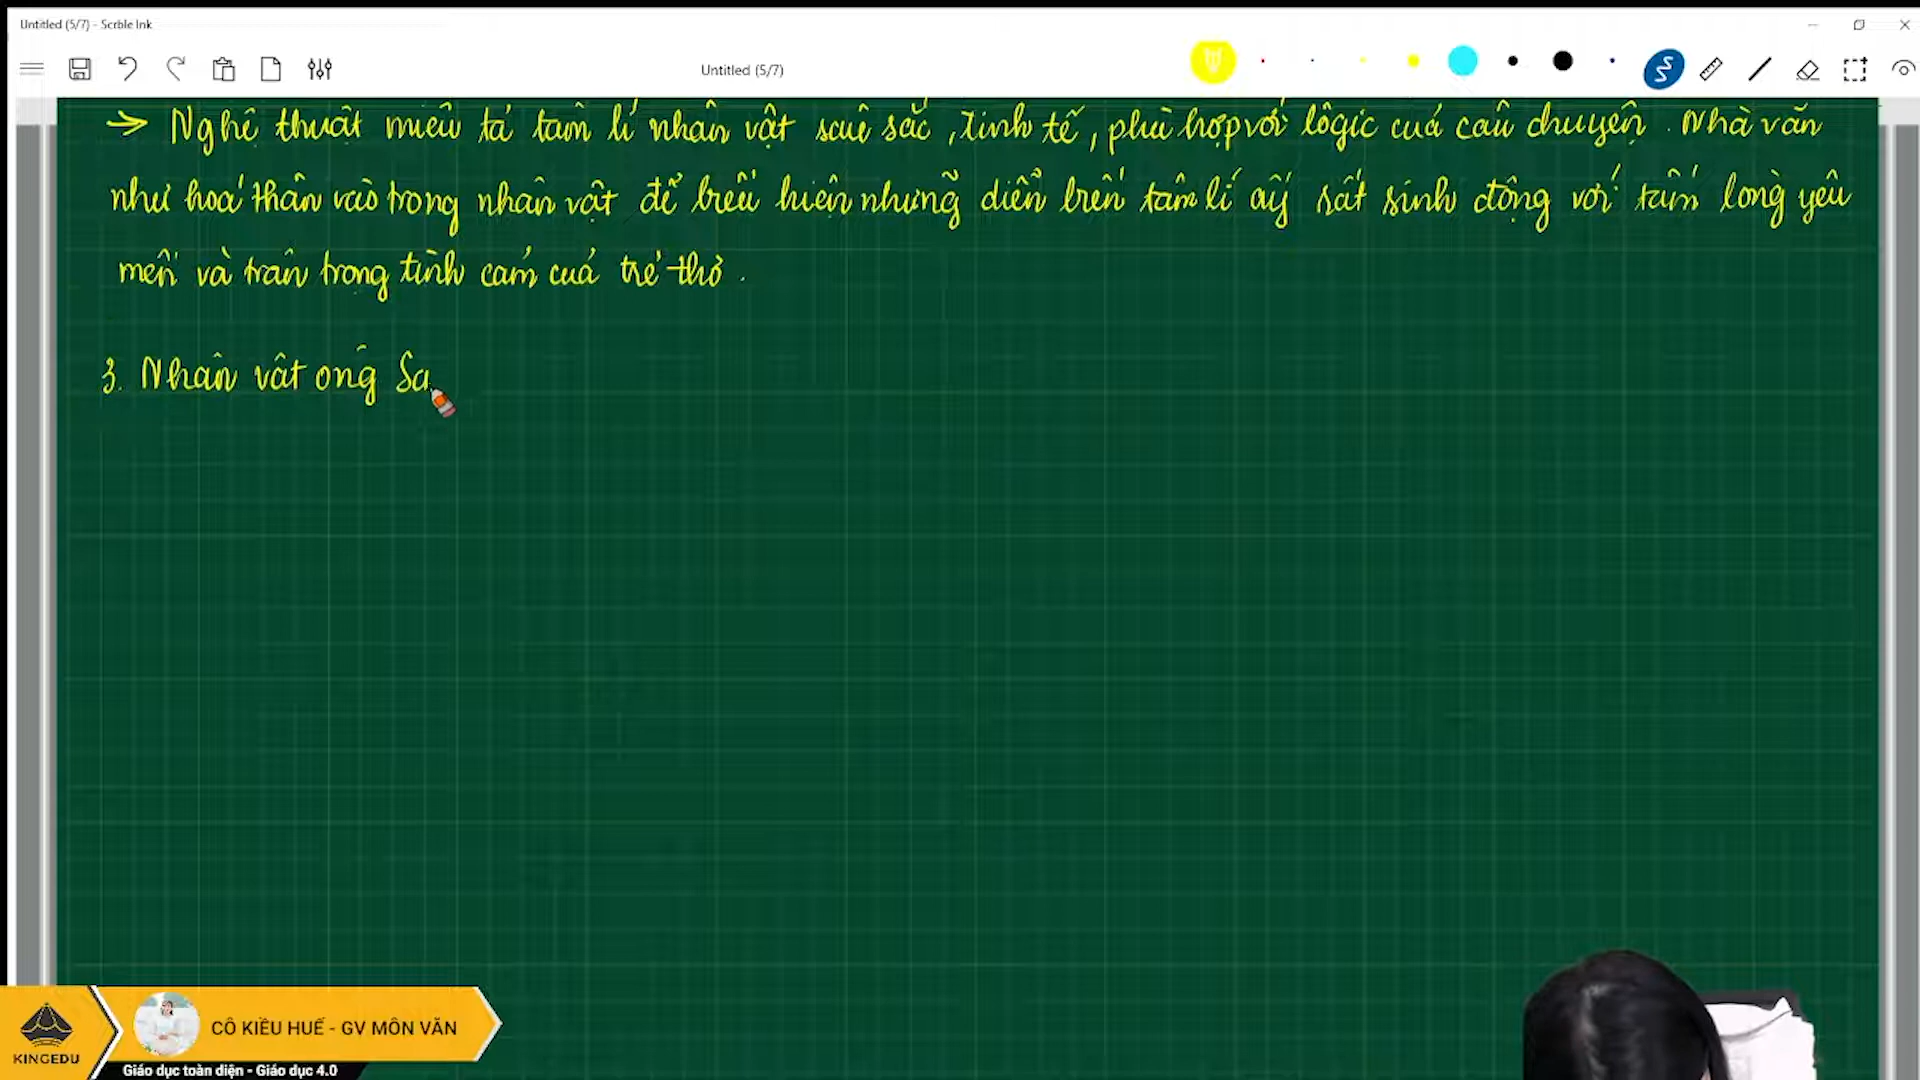 Untitled (5/7) - Scrble Ink
Untitled (5/7)
→ Nghệ thuật miêu tả tâm lí nhân vật sâu sắc, tinh tế, phù hợp với lôgic của câu chuyện. Nhà văn
như hoá thân vào trong nhân vật để biểu hiện những diễn biến tâm lí ấy rất sinh động với tấm lòng yêu
mến và trân trọng tình cảm của trẻ thơ.
3. Nhân vật ông Sa
KINGEDU
CÔ KIỀU HUẾ - GV MÔN VĂN
Giáo dục toàn diện - Giáo dục 4.0